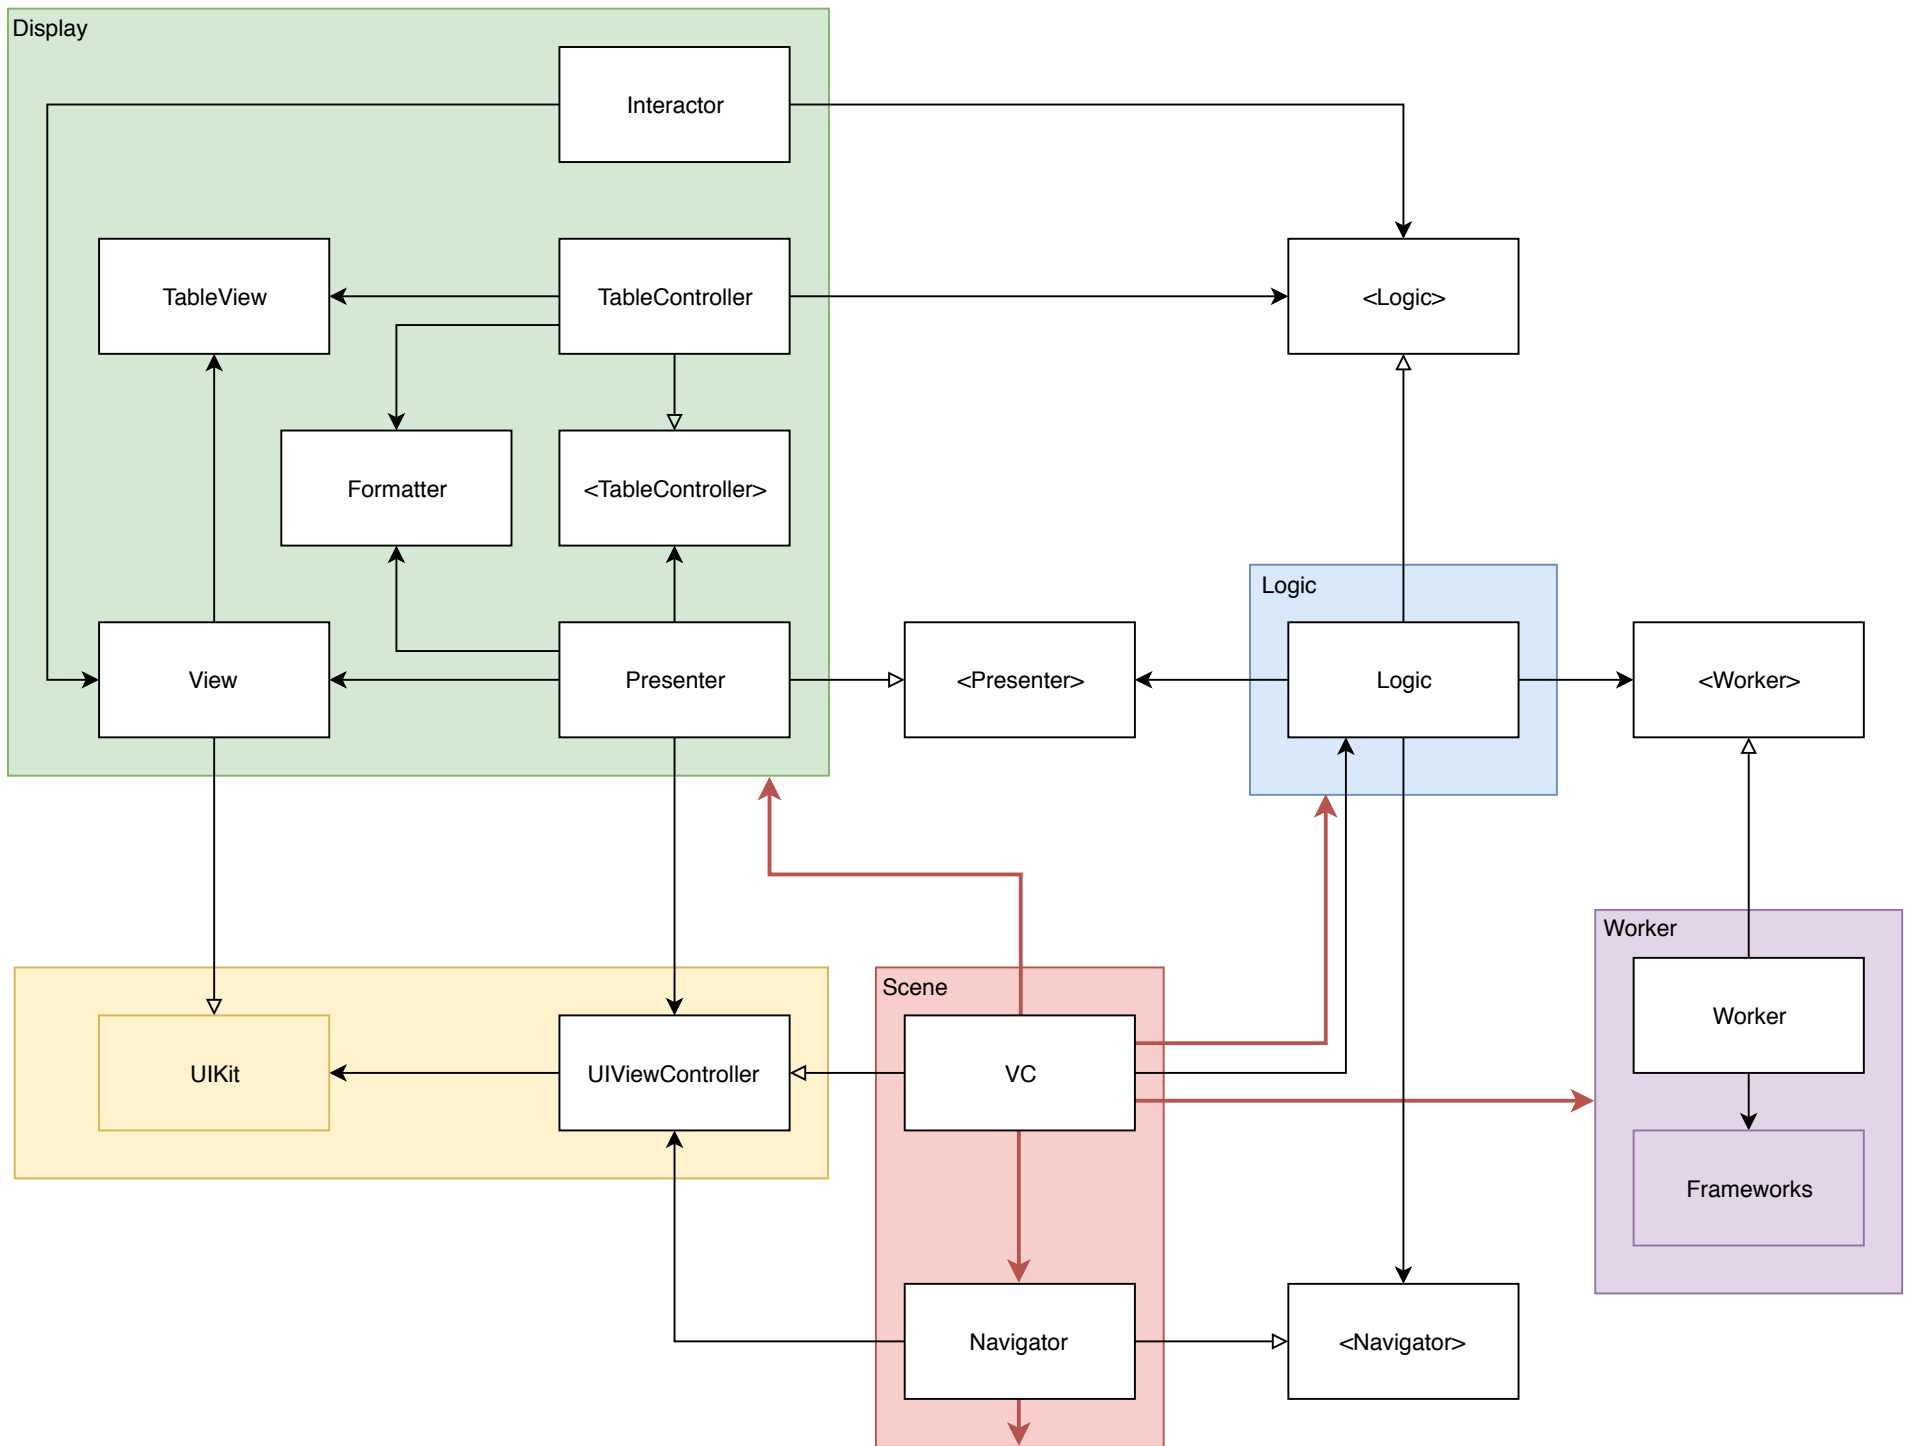 Display
Interactor
TableView
TableController
<Logic>
Formatter
<TableController>
Logic
View
Presenter
<Presenter>
Logic
<Worker>
Worker
Scene
UIKit
UIViewController
VC
Worker
Frameworks
Navigator
<Navigator>